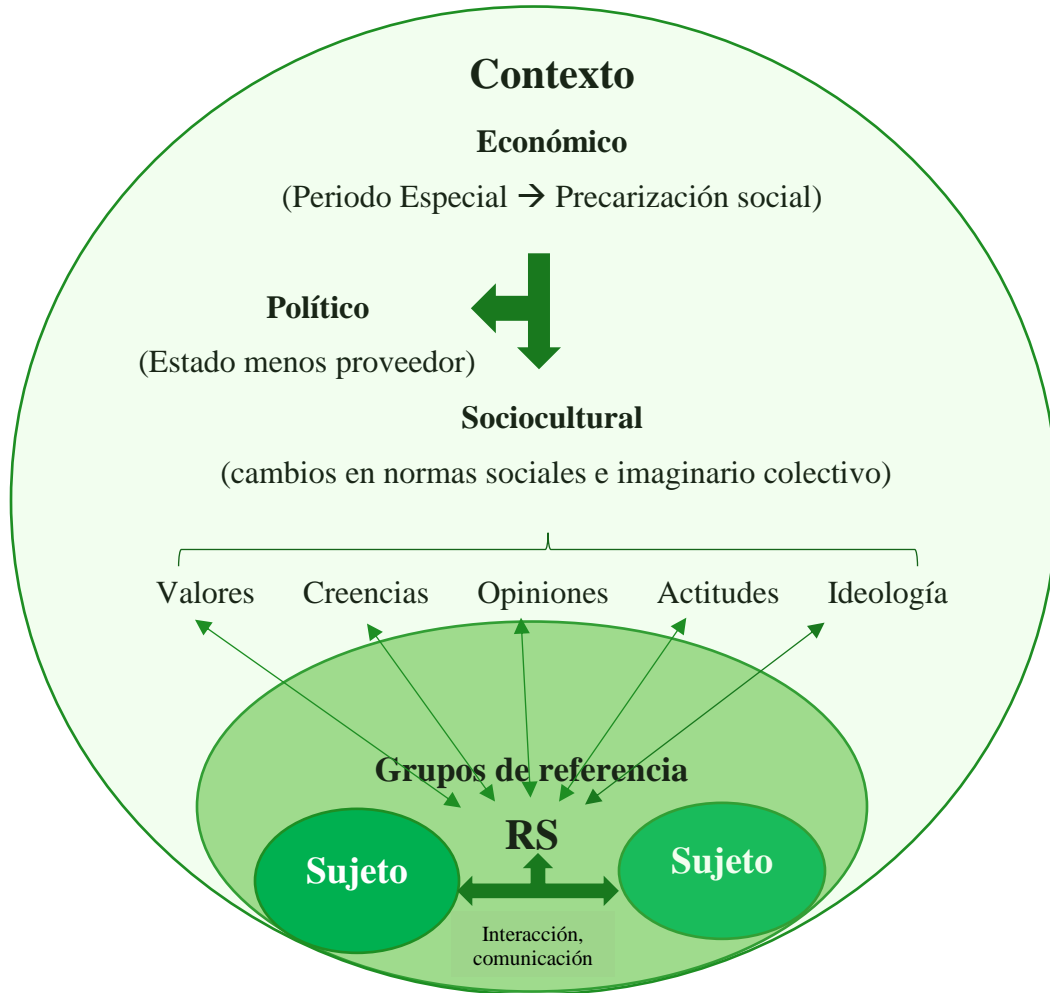 Contexto
Económico
(Periodo Especial → Precarización social)
Político
(Estado menos proveedor)
Sociocultural
(cambios en normas sociales e imaginario colectivo)
Valores Creencias Opiniones Actitudes Ideología
Grupos de referencia
RS
Sujeto Sujeto
Interacción,
comunicación